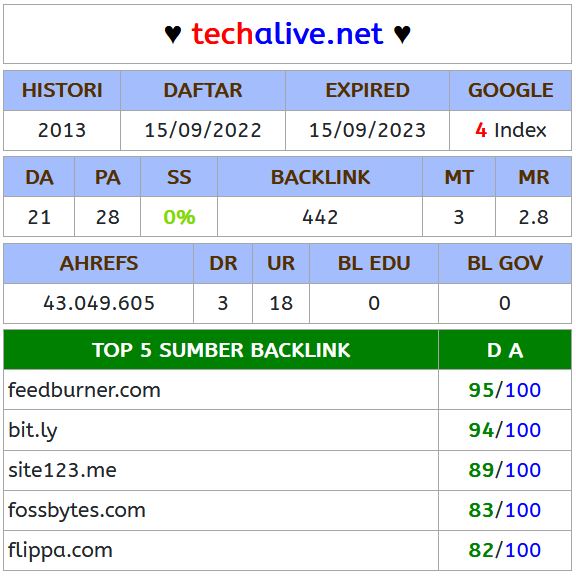 ♥ techalive.net ♥
HISTORI DAFTAR EXPIRED GOOGLE
2013 15/09/2022 15/09/2023 4 Index
DA PA SS BACKLINK MT MR
21 28 0% 442 3 2.8
AHREFS DR UR BL EDU BL GOV
43.049.605 3 18 0 0
TOP 5 SUMBER BACKLINK D A
feedburner.com 95/100
bit.ly 94/100
site123.me 89/100
fossbytes.com 83/100
flippa.com 82/100